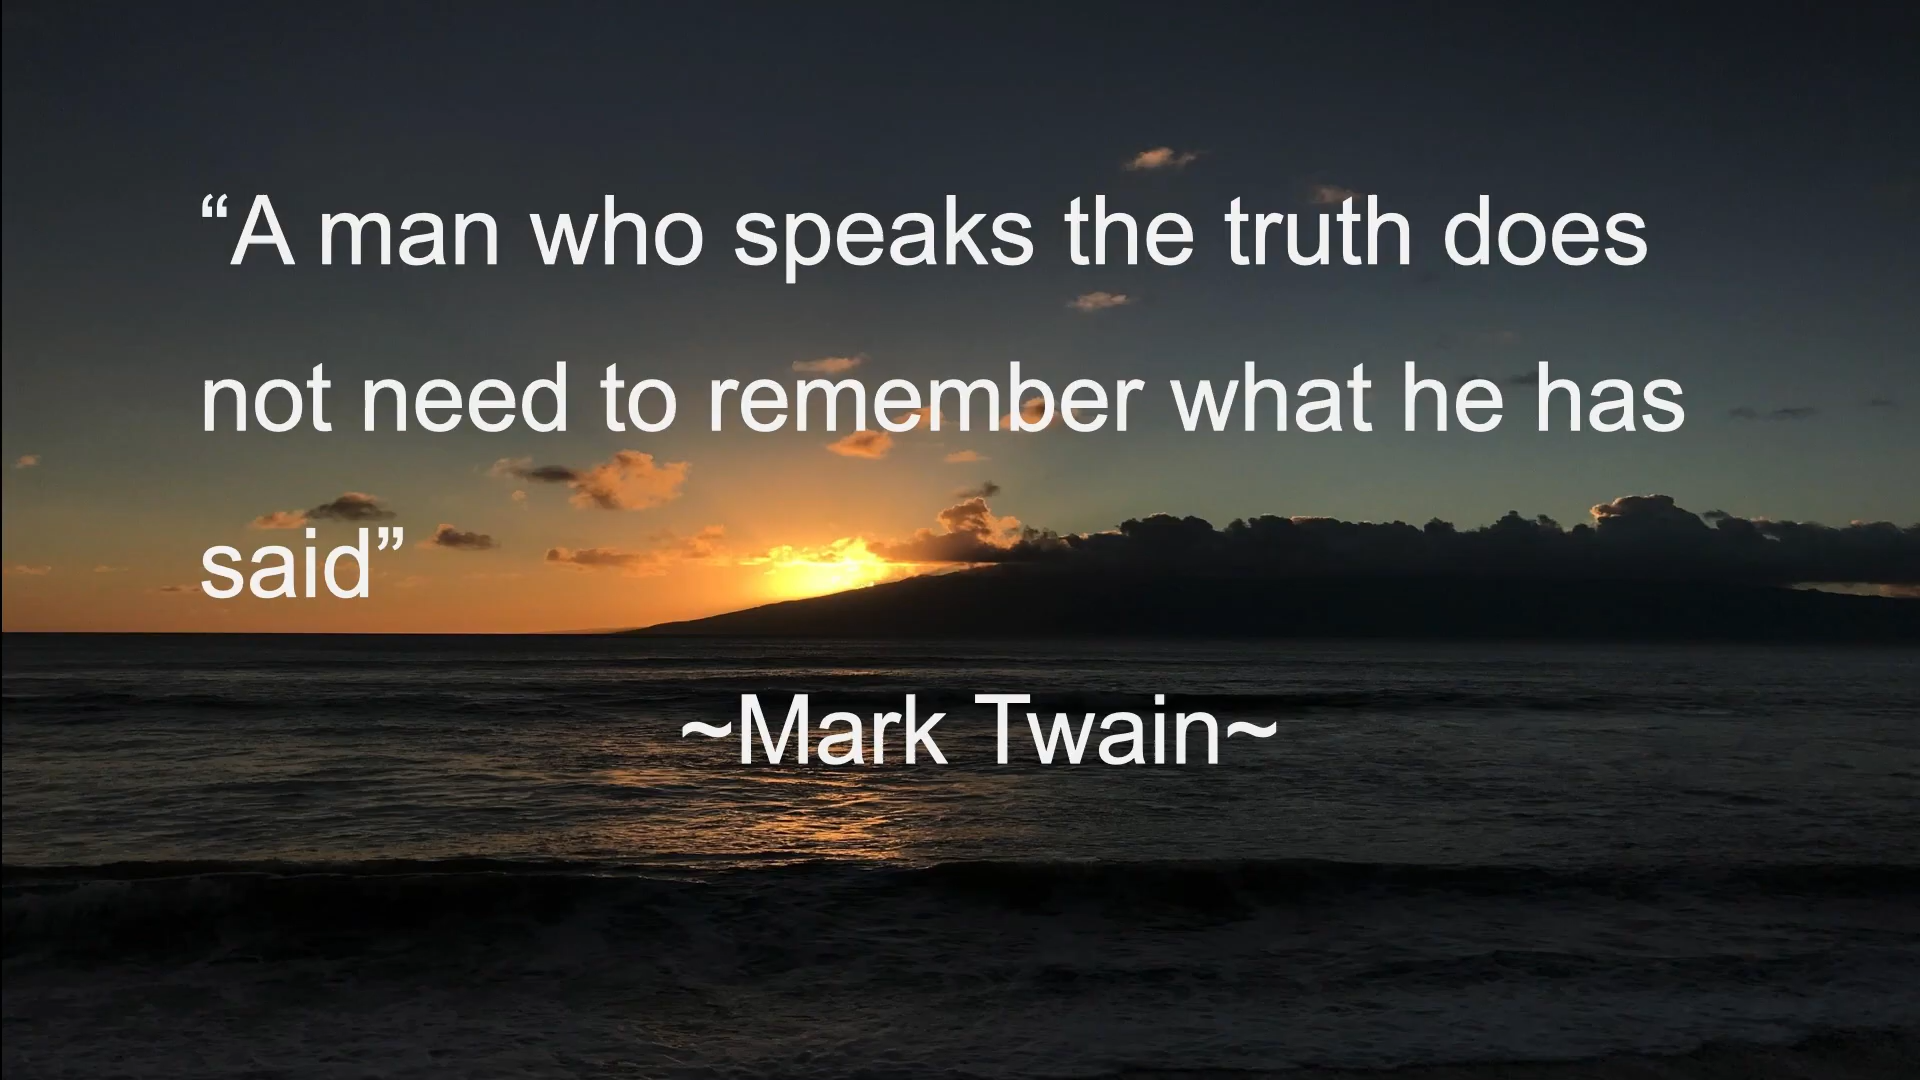 “A man who speaks the truth does
not need to remember what he has
said”
~Mark Twain~